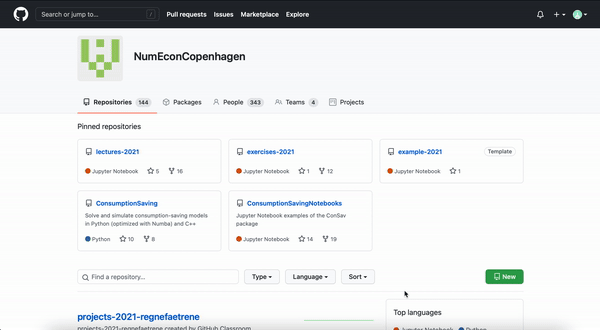 Search or jump to... /
Pull requests Issues Marketplace Explore
NumEconCopenhagen
Repositories 144 Packages People 343 Teams 4 Projects
Pinned repositories
lectures-2021
Jupyter Notebook 5 16
exercises-2021
Jupyter Notebook 1 12
example-2021 Template
Jupyter Notebook 1
ConsumptionSaving
Solve and simulate consumption-saving models
in Python (optimized with Numba) and C++
Python 10 8
ConsumptionSavingNotebooks
Jupyter Notebook examples of the ConSav
package
Jupyter Notebook 14 19
Find a repository... Type Language Sort New
projects-2021-regnefaetrene
projects-2021-regnefaetrene created by GitHub Classroom
Top languages
Jupyter Notebook Python